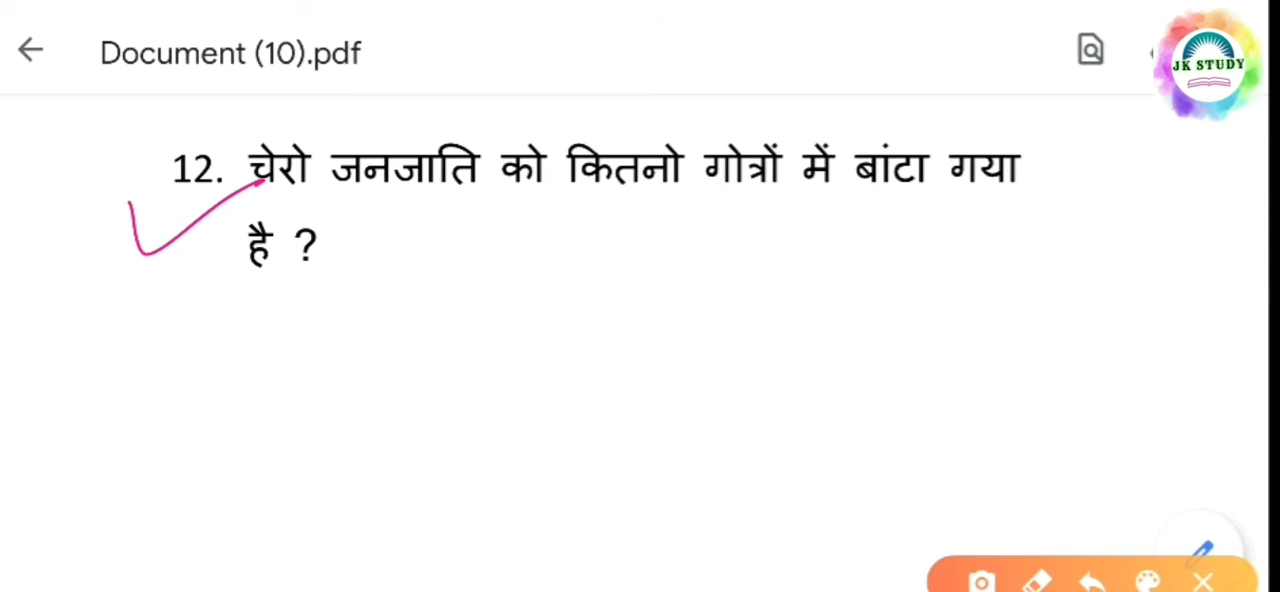 Document (10).pdf
JK STUDY
12. चेरो जनजाति को कितनो गोत्रों में बांटा गया
है ?